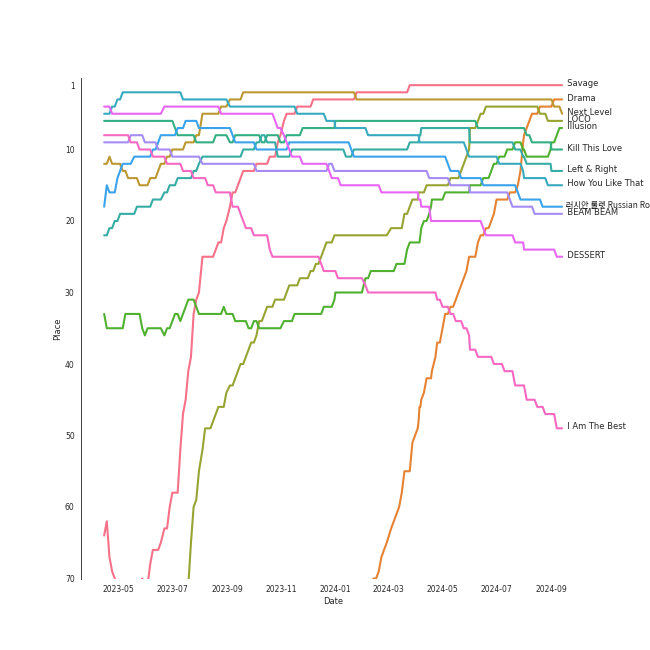 1
10
20
30
40
50
60
70
Place
2023-05
2023-07
2023-09
2023-11
2024-01
2024-03
2024-05
2024-07
2024-09
Date
Savage
Drama
Next Level
LOCO
Illusion
Kill This Love
Left & Right
How You Like That
러시안 룰렛 Russian Ro
BEAM BEAM
DESSERT
I Am The Best